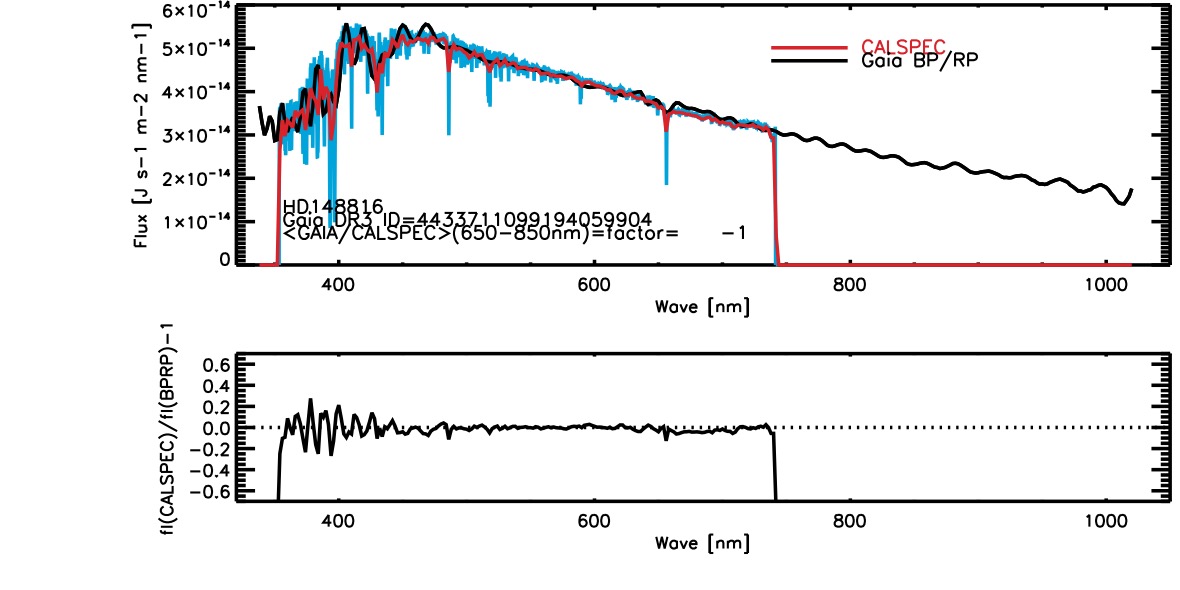 6×10−14
5×10−14
4×10−14
3×10−14
2×10−14
1×10−14
0
Flux [J s−1 m−2 nm−1]
CALSPEC
Gaia BP/RP
HD148816
Gaia DR3 ID=4433711099194059904
<GAIA/CALSPEC>(650−850nm)=factor= −1
400 600 800 1000
Wave [nm]
fl(CALSPEC)/fl(BPRP)−1
0.6
0.4
0.2
0.0
−0.2
−0.4
−0.6
400 600 800 1000
Wave [nm]